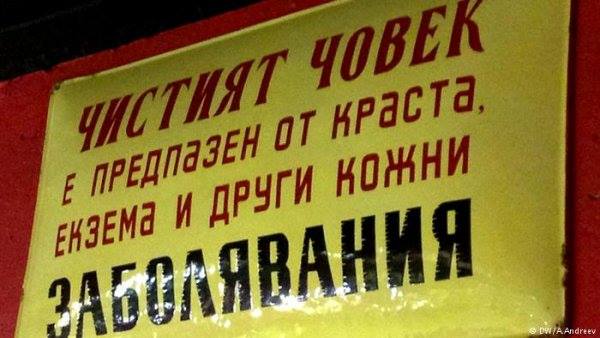 ЧИСТИЯТ ЧОВЕК
Е ПРЕДПАЗЕН ОТ КРАСТА,
ЕКЗЕМА И ДРУГИ КОЖНИ
ЗАБОЛЯВАНИЯ
© DW/A.Andreev